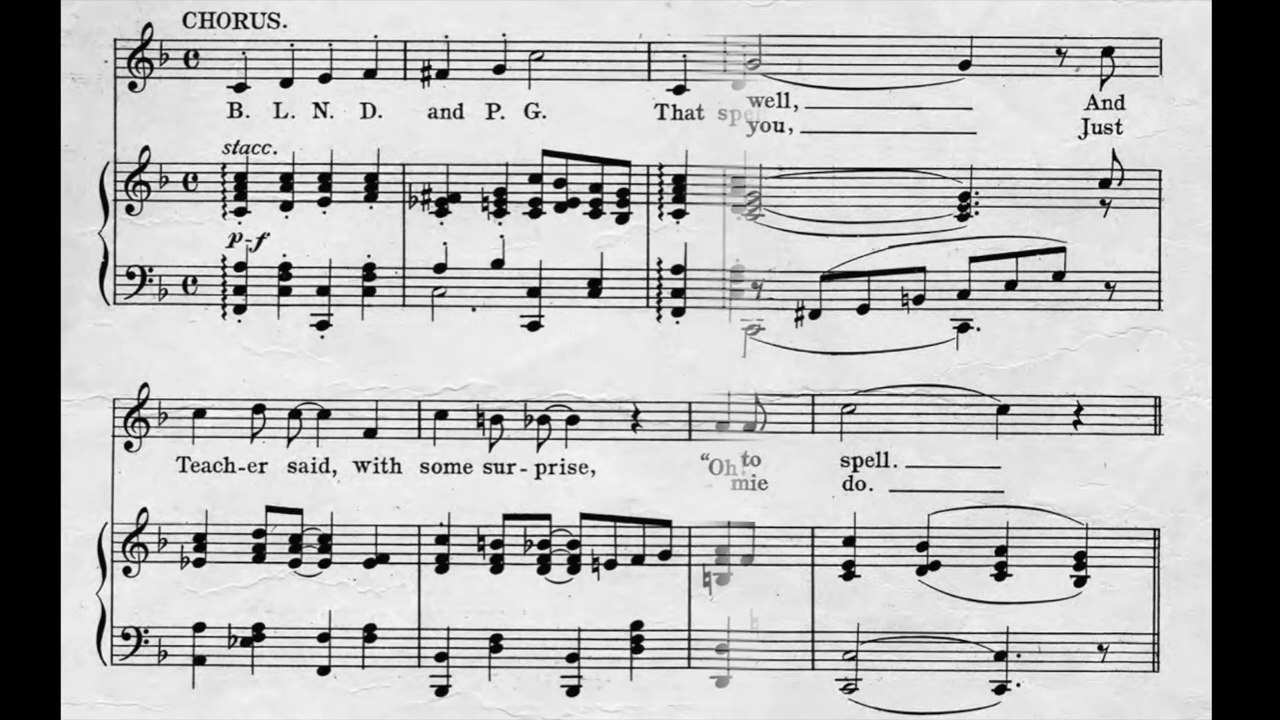 CHORUS.
B. L. N. D. and P. G. That well, And
you, Just
stacc.
p-f
Teach-er said, with some sur-prise, "Oh! to spell.
mie do.